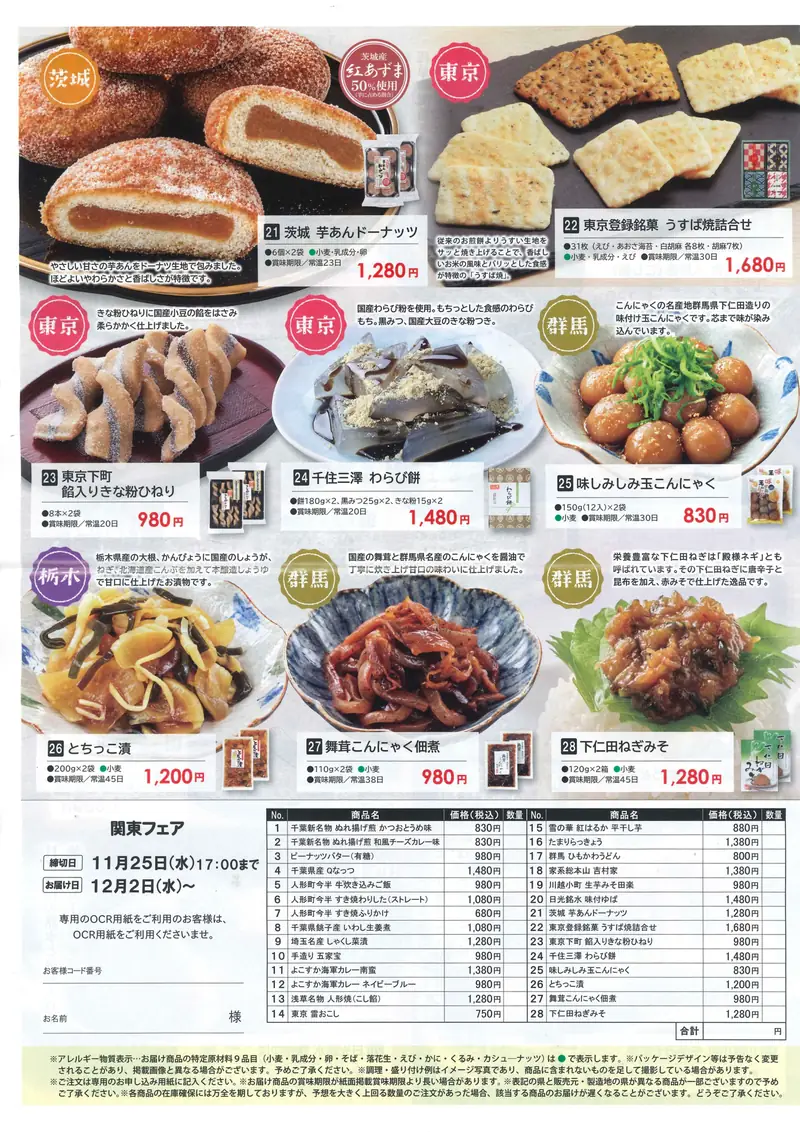 茨城
茨城産
紅あずま
50%使用
21 茨城 芋あんドーナッツ
●6個×2袋 ●小麦・乳成分・卵
●賞味期限／常温23日
1,280円
やさしい甘さの芋あんをドーナツ生地で包みました。
ほどよいやわらかさと香ばしさが特徴です。
東京
22 東京登録銘菓 うすば焼詰合せ
●31枚（えび・あおさ海苔・白胡麻 各8枚・胡麻7枚）
●小麦・乳成分・えび ●賞味期限／常温30日
1,680円
従来のお煎餅よりうすい生地を
サッと焼き上げることで、香ばし
いお米の風味とパリッとした食感
が特徴の「うすば焼」。
東京
きな粉ひねりに国産小豆の餡をはさみ
柔らかかく仕上げました。
23 東京下町
餡入りきな粉ひねり
●8本×2袋
●賞味期限／常温20日
980円
東京
国産わらび粉を使用。もちっとした食感のわらび
もち。黒みつ、国産大豆のきな粉つき。
24 千住三澤 わらび餅
●餅180g×2、黒みつ25g×2、きな粉15g×2
●賞味期限／常温20日
1,480円
群馬
こんにゃくの名産地群馬県下仁田造りの
味付け玉こんにゃくです。芯まで味が染み
込んでいます。
25 味しみしみ玉こんにゃく
●150g(12入)×2袋
●小麦 ●賞味期限／常温30日
830円
栃木
栃木県産の大根、かんぴょうに国産のしょうが、
ねぎ、北海道産こんぶを加えて本醸造しょうゆ
で甘口に仕上げたお漬物です。
26 とちっこ漬
●200g×2袋 ●小麦
●賞味期限／常温45日
1,200円
群馬
国産の舞茸と群馬県名産のこんにゃくを醤油で
丁寧に炊き上げ甘口の味わいに仕上げました。
27 舞茸こんにゃく佃煮
●110g×2袋 ●小麦
●賞味期限／常温38日
980円
群馬
栄養豊富な下仁田ねぎは「殿様ネギ」とも
呼ばれています。その下仁田ねぎに唐辛子と
昆布を加え、赤みそで仕上げた逸品です。
28 下仁田ねぎみそ
●120g×2箱 ●小麦
●賞味期限／常温45日
1,280円
関東フェア
締切日 11月25日(水)17:00まで
お届け日 12月2日(水)～
専用のOCR用紙をご利用のお客様は、
OCR用紙をご利用くださいませ。
お客様コード番号
お名前 様
No. 商品名 価格(税込) 数量
1 千葉新名物 ぬれ揚げ煎 かつおとうめ味 830円
2 千葉新名物 ぬれ揚げ煎 和風チーズカレー味 830円
3 ピーナッツバター(有糖) 980円
4 千葉県産 Qなっつ 1,480円
5 人形町今半 牛炊き込みご飯 980円
6 人形町今半 すき焼わりした(ストレート) 1,080円
7 人形町今半 すき焼ふりかけ 680円
8 千葉県銚子産 いわし生姜煮 1,080円
9 埼玉名産 しゃくし菜漬 1,280円
10 手造り 五家宝 980円
11 よこすか海軍カレー南蛮 1,380円
12 よこすか海軍カレー ネイビーブルー 980円
13 浅草名物 人形焼(こし餡) 1,280円
14 東京 雷おこし 750円
No. 商品名 価格(税込) 数量
15 雪の華 紅はるか 平干し芋 880円
16 たまりらっきょう 1,380円
17 群馬 ひもかわうどん 800円
18 家系総本山 吉村家 1,380円
19 川越小町 生芋みそ田楽 980円
20 日光銘水 味付ゆば 1,480円
21 茨城 芋あんドーナッツ 1,280円
22 東京登録銘菓 うすば焼詰合せ 1,680円
23 東京下町 餡入りきな粉ひねり 980円
24 千住三澤 わらび餅 1,480円
25 味しみしみ玉こんにゃく 830円
26 とちっこ漬 1,200円
27 舞茸こんにゃく佃煮 980円
28 下仁田ねぎみそ 1,280円
合計 円
※アレルギー物質表示…お届け商品の特定原材料9品目（小麦・乳成分・卵・そば・落花生・えび・かに・くるみ・カシューナッツ）は●で表示します。※パッケージデザイン等は予告なく変更
されることがあり、掲載画像と異なる場合がございます。予めご了承ください。※調理・盛り付け例はイメージ写真であり、商品に含まれないものを足して撮影している場合があります。
※ご注文は専用のお申し込み用紙に記入ください。※お届け商品の賞味期限が紙面掲載賞味期限より長い場合があります。※表記の県と販売元・製造地の県が異なる商品が一部ございますので予め
ご了承ください。※各商品の在庫確保には万全を期しておりますが、予想を大きく上回る数量のご注文があった場合、該当する商品のお届けが遅くなることがございます。どうぞご了承ください。